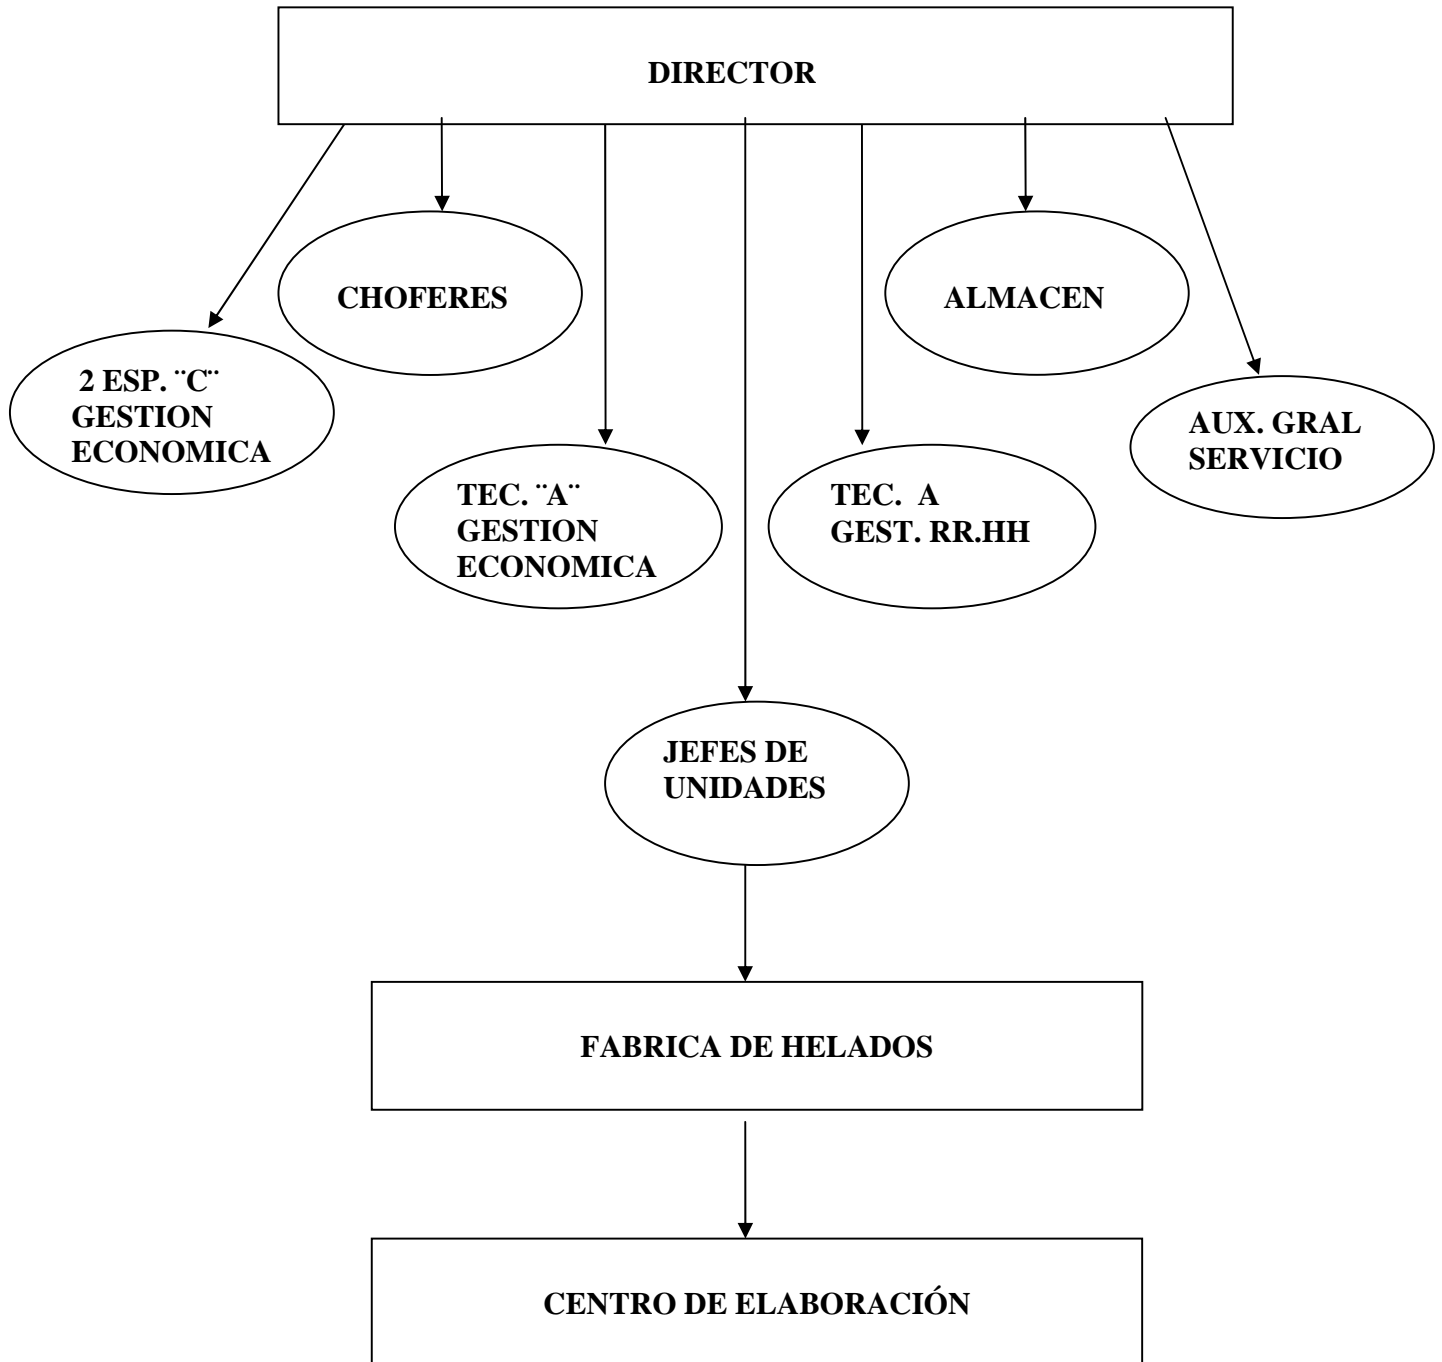 DIRECTOR
CHOFERES
ALMACEN
2 ESP. ¨C¨
GESTION
ECONOMICA
AUX. GRAL
SERVICIO
TEC. ¨A¨
GESTION
ECONOMICA
TEC.  A
GEST. RR.HH
JEFES DE
UNIDADES
FABRICA DE HELADOS
CENTRO DE ELABORACIÓN